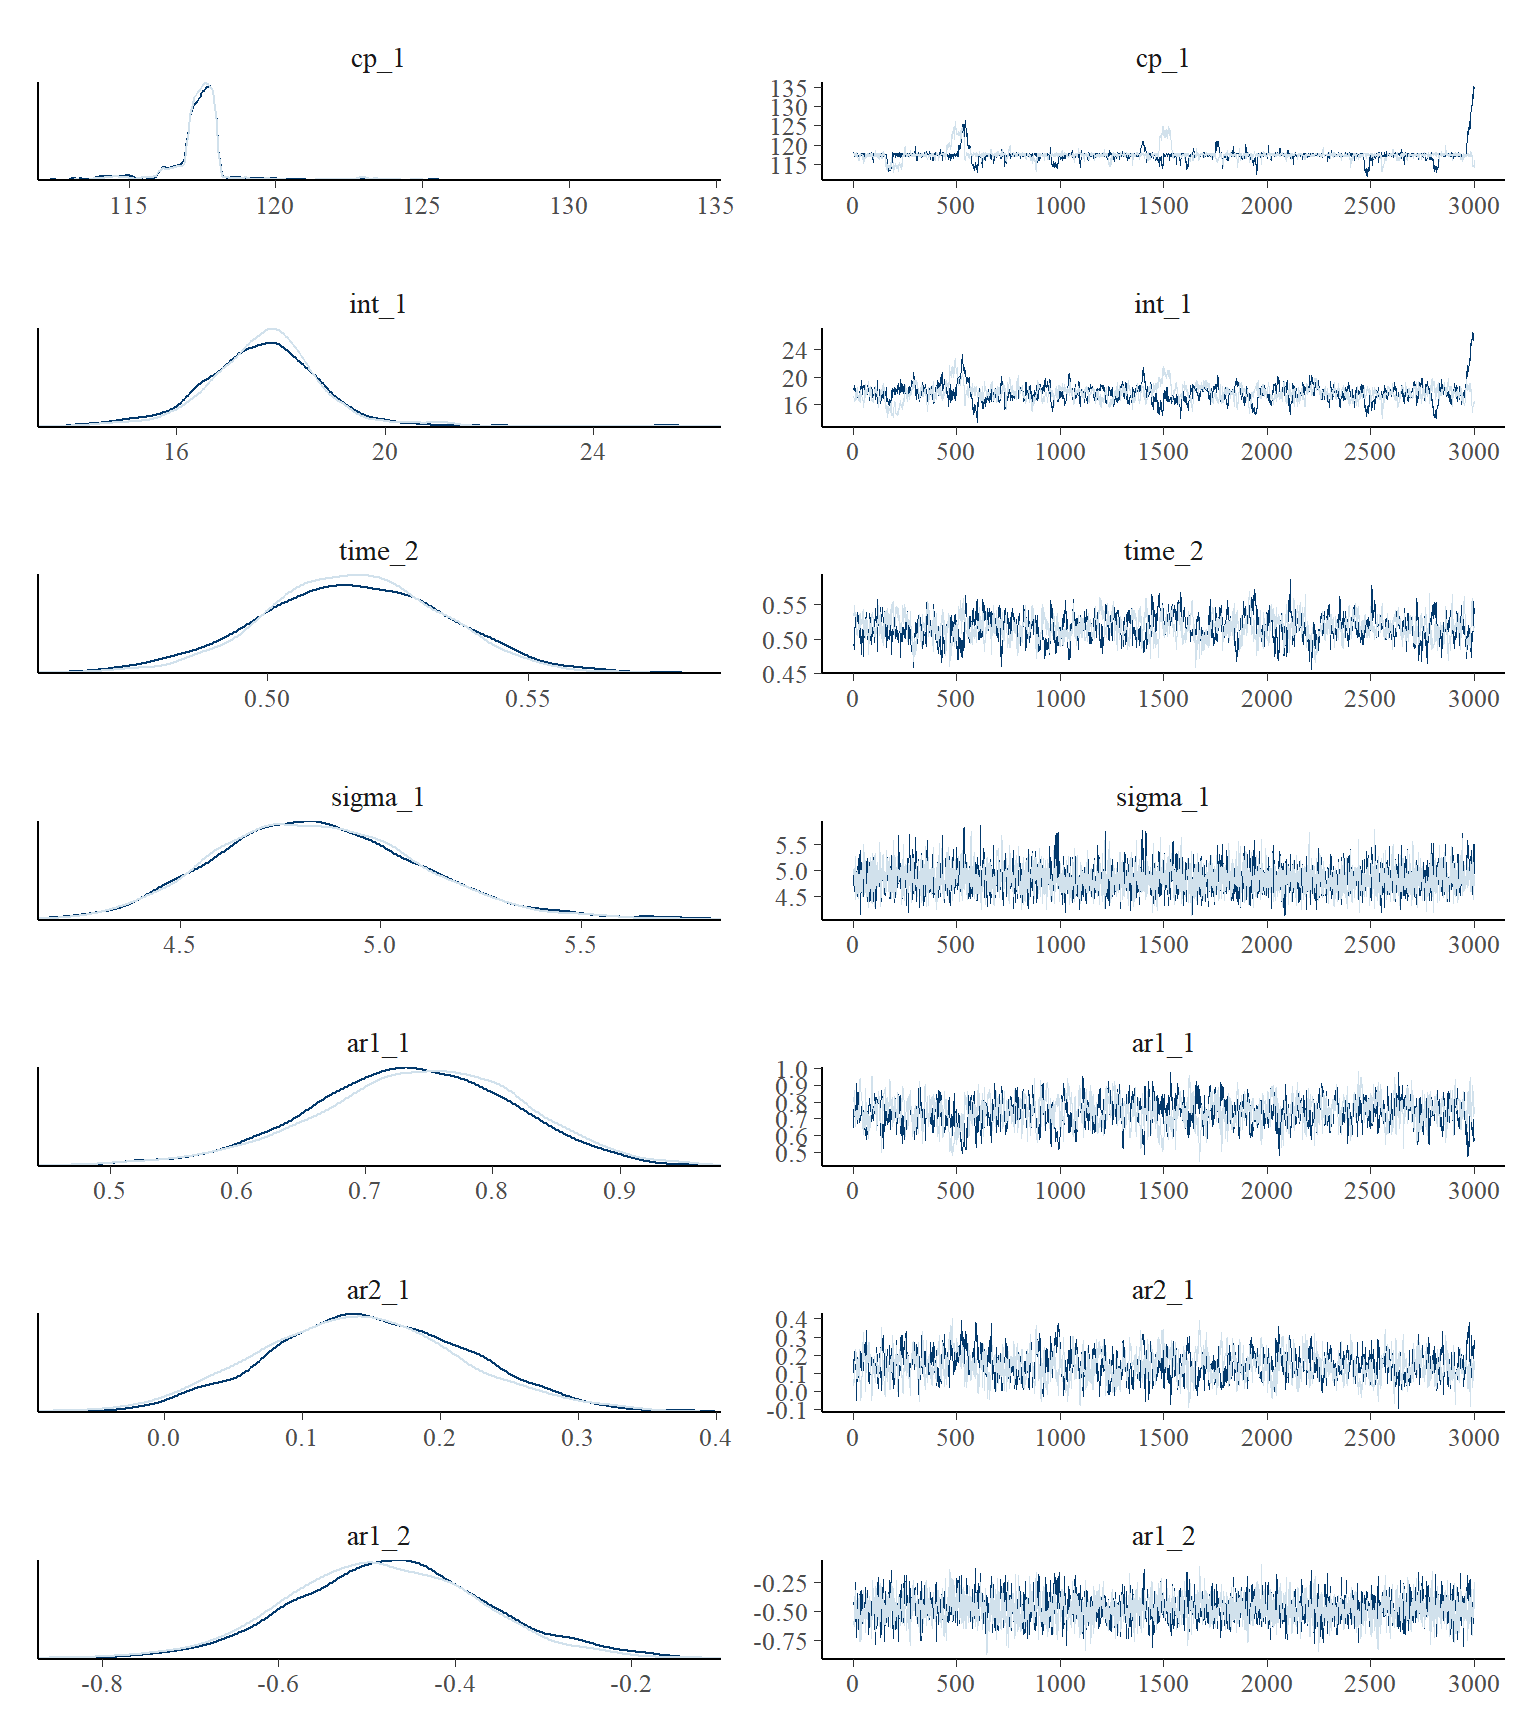 cp_1
cp_1
135
130
125
120
115
115 120 125 130 135
0 500 1000 1500 2000 2500 3000
int_1
int_1
24
20
16
16 20 24
0 500 1000 1500 2000 2500 3000
time_2
time_2
0.55
0.50
0.45
0.50 0.55
0 500 1000 1500 2000 2500 3000
sigma_1
sigma_1
5.5
5.0
4.5
4.5 5.0 5.5
0 500 1000 1500 2000 2500 3000
ar1_1
ar1_1
1.0
0.9
0.8
0.7
0.6
0.5
0.5 0.6 0.7 0.8 0.9
0 500 1000 1500 2000 2500 3000
ar2_1
ar2_1
0.4
0.3
0.2
0.1
0.0
-0.1
0.0 0.1 0.2 0.3 0.4
0 500 1000 1500 2000 2500 3000
ar1_2
ar1_2
-0.25
-0.50
-0.75
-0.8 -0.6 -0.4 -0.2
0 500 1000 1500 2000 2500 3000